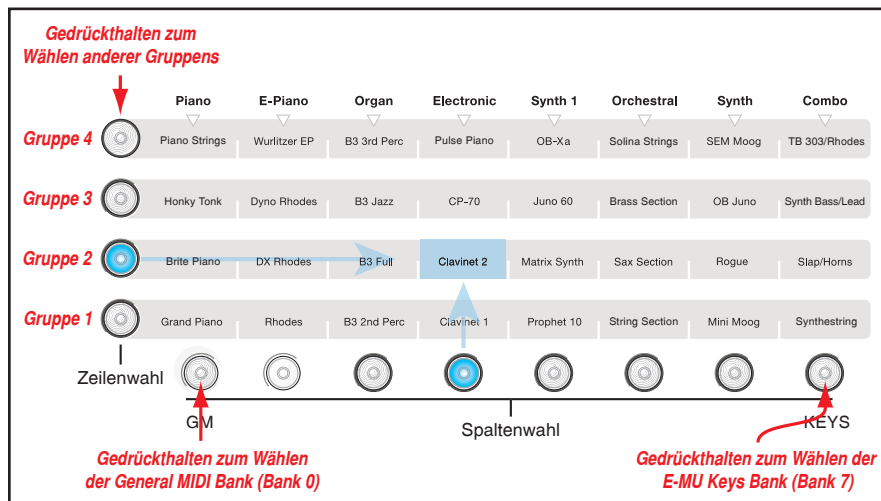 Gedrückthalten zum
Wählen anderer Gruppens
Piano E-Piano Organ Electronic Synth 1 Orchestral Synth Combo
Gruppe 4 Piano Strings Wurlitzer EP B3 3rd Perc Pulse Piano OB-Xa Solina Strings SEM Moog TB 303/Rhodes
Gruppe 3 Honky Tonk Dyno Rhodes B3 Jazz CP-70 Juno 60 Brass Section OB Juno Synth Bass/Lead
Gruppe 2 Brite Piano DX Rhodes B3 Full Clavinet 2 Matrix Synth Sax Section Rogue Slap/Horns
Gruppe 1 Grand Piano Rhodes B3 2nd Perc Clavinet 1 Prophet 10 String Section Mini Moog Synthestring
Zeilenwahl
GM Spaltenwahl KEYS
Gedrückthalten zum Wählen
der General MIDI Bank (Bank 0)
Gedrückthalten zum Wählen der
E-MU Keys Bank (Bank 7)